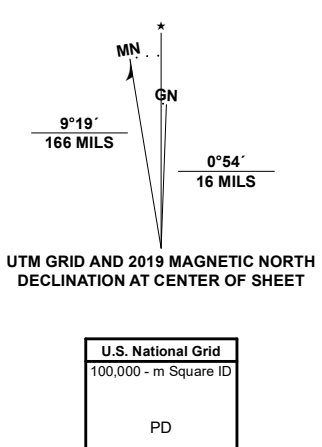 MN
GN
9°19´
166 MILS
0°54´
16 MILS
UTM GRID AND 2019 MAGNETIC NORTH
DECLINATION AT CENTER OF SHEET
U.S. National Grid
100,000 - m Square ID
PD